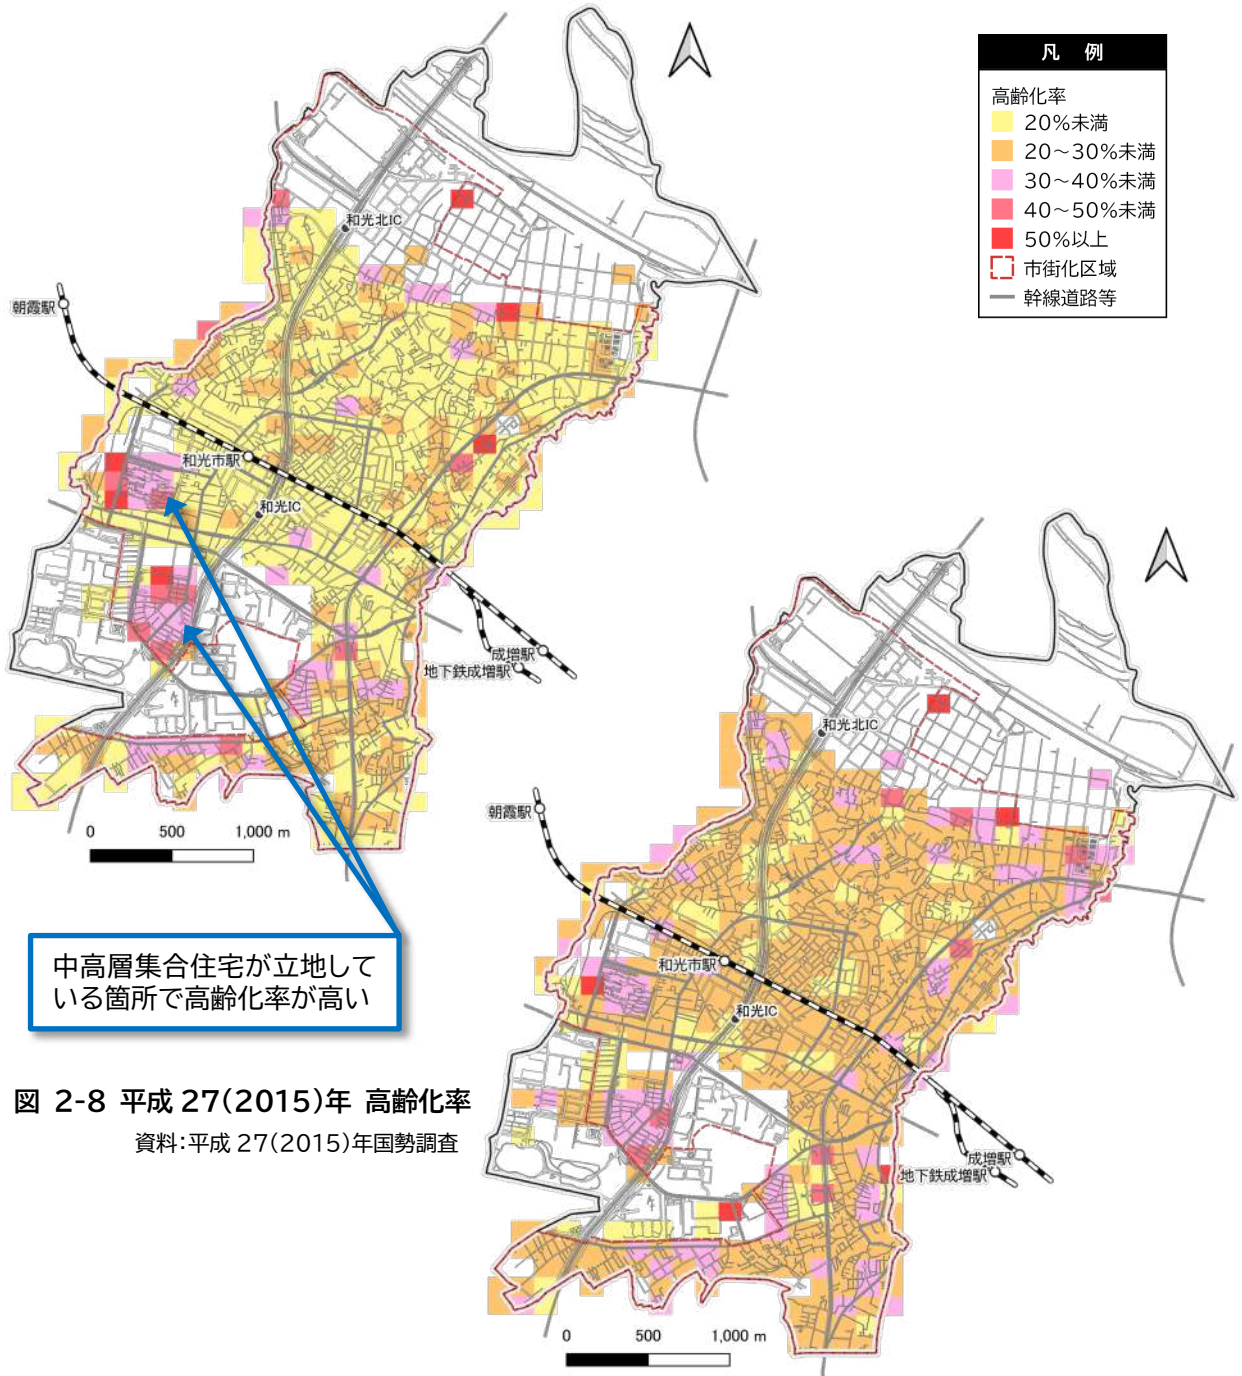 凡 例
高齢化率
20%未満
20～30%未満
30～40%未満
40～50%未満
50%以上
市街化区域
幹線道路等
和光北IC
朝霞駅
和光市駅
和光IC
成増駅
地下鉄成増駅
0 500 1,000 m
中高層集合住宅が立地して
いる箇所で高齢化率が高い
図 2-8 平成 27(2015)年 高齢化率
資料:平成 27(2015)年国勢調査
和光北IC
朝霞駅
和光市駅
和光IC
成増駅
地下鉄成増駅
0 500 1,000 m